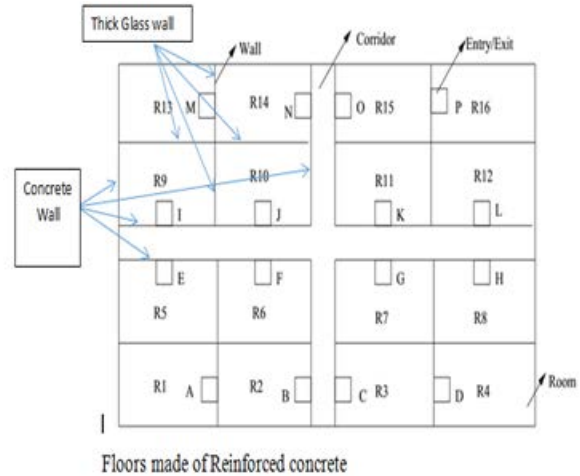 Thick Glass wall
Wall
Corridor
Entry/Exit
R13 M R14 N O R15 P R16
Concrete
Wall
R9 R10 R11 R12
I J K L
E F G H
R5 R6 R7 R8
R1 A R2 B C R3 D R4
Room
Floors made of Reinforced concrete